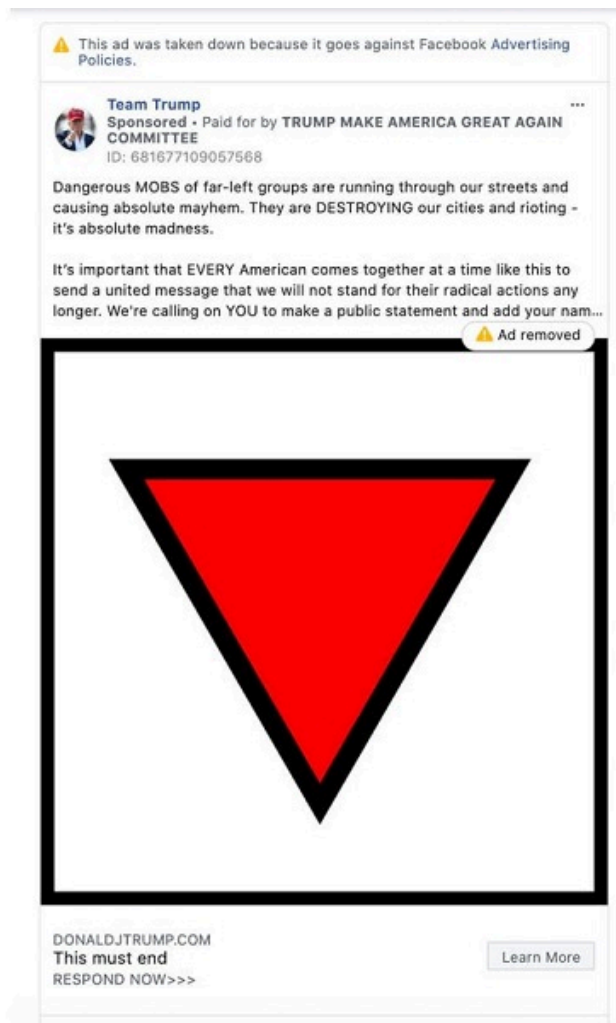 This ad was taken down because it goes against Facebook Advertising
Policies.
Team Trump
Sponsored • Paid for by TRUMP MAKE AMERICA GREAT AGAIN
COMMITTEE
ID: 681677109057568
Dangerous MOBS of far-left groups are running through our streets and
causing absolute mayhem. They are DESTROYING our cities and rioting -
it's absolute madness.
It's important that EVERY American comes together at a time like this to
send a united message that we will not stand for their radical actions any
longer. We're calling on YOU to make a public statement and add your nam...
Ad removed
DONALDJTRUMP.COM
This must end
RESPOND NOW>>>
Learn More